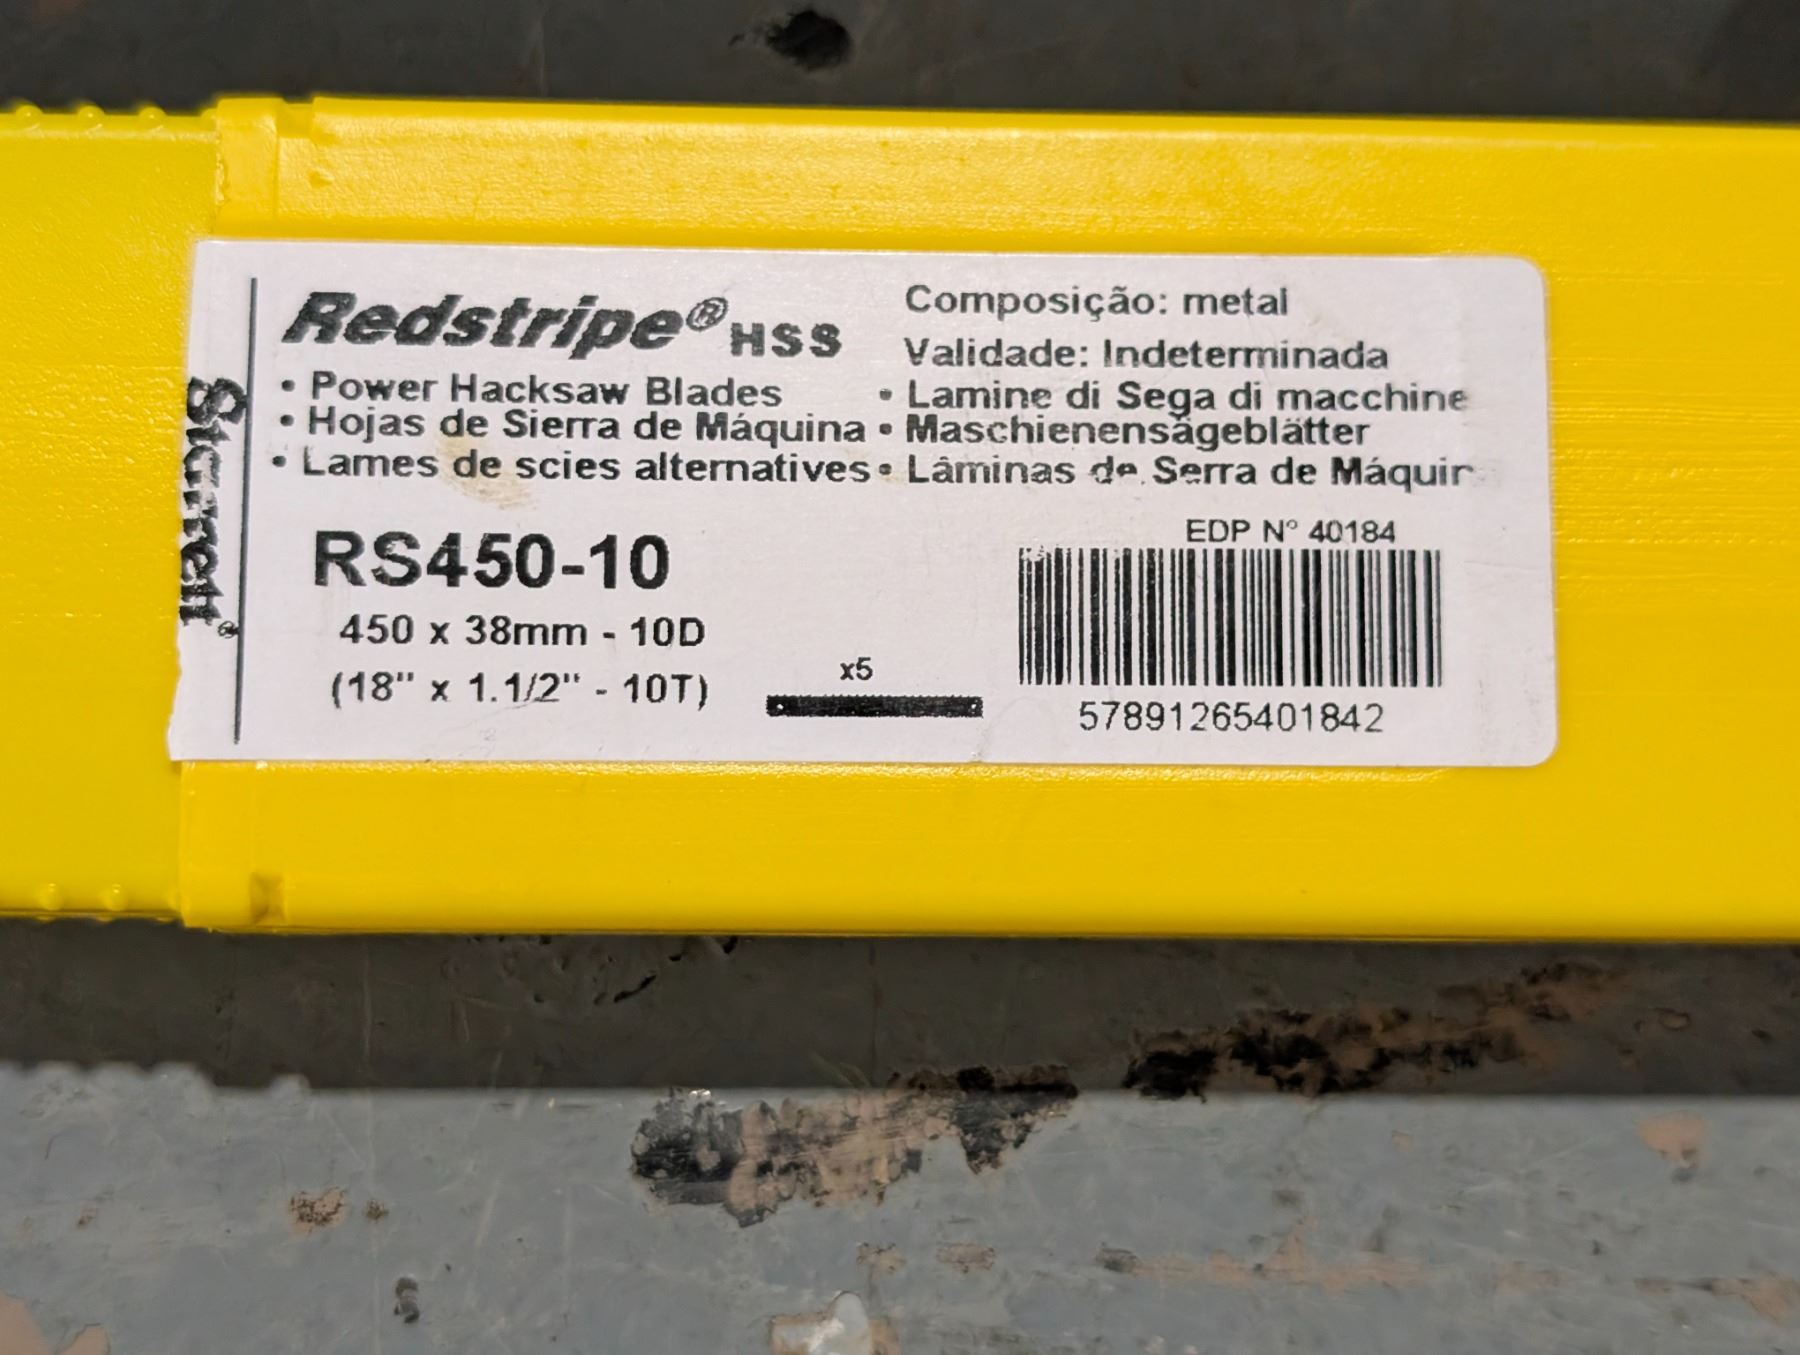 Starrett®
Redstripe® HSS
• Power Hacksaw Blades
• Hojas de Sierra de Máquina
• Lames de scies alternatives
Composição: metal
Validade: Indeterminada
• Lamine di Sega di macchine
• Maschienensägeblätter
• Lâminas de Serra de Máquin
RS450-10
450 x 38mm - 10D
(18" x 1.1/2" - 10T)
x5
EDP N° 40184
57891265401842